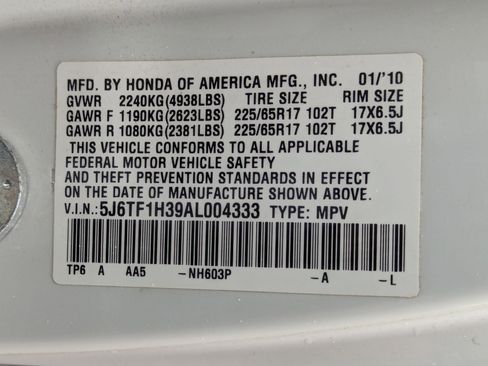 MFD. BY HONDA OF AMERICA MFG., INC. 01/'10
GVWR 2240KG(4938LBS) TIRE SIZE RIM SIZE
GAWR F 1190KG(2623LBS) 225/65R17 102T 17X6.5J
GAWR R 1080KG(2381LBS) 225/65R17 102T 17X6.5J
THIS VEHICLE CONFORMS TO ALL APPLICABLE
FEDERAL MOTOR VEHICLE SAFETY
AND THEFT PREVENTION STANDARDS IN EFFECT
ON THE DATE OF MANUFACTURE SHOWN ABOVE.
V.I.N.:5J6TF1H39AL004333 TYPE: MPV
TP6 A AA5 -NH603P -A -L